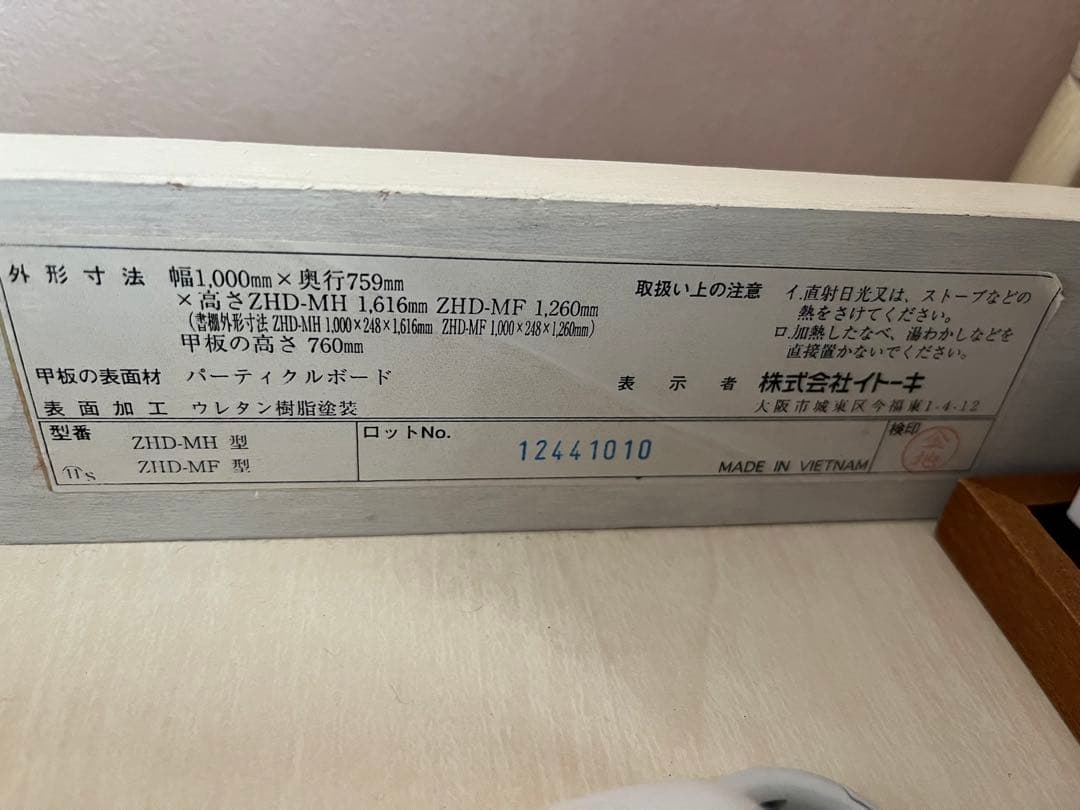 外形寸法 幅1,000mm×奥行759mm
×高さZHD-MH 1,616mm ZHD-MF 1,260mm
(書棚外形寸法 ZHD-MH 1,000×248×1,616mm ZHD-MF 1,000×248×1,260mm)
甲板の高さ 760mm
甲板の表面材 パーティクルボード
表面加工 ウレタン樹脂塗装
取扱い上の注意 イ.直射日光又は、ストーブなどの
熱をさけてください。
ロ.加熱したなべ、湯わかしなどを
直接置かないでください。
表示者 株式会社イトーキ
大阪市城東区今福東1-4-12
型番 ZHD-MH 型
ZHD-MF 型
ロットNo. 12441010
MADE IN VIETNAM
検印